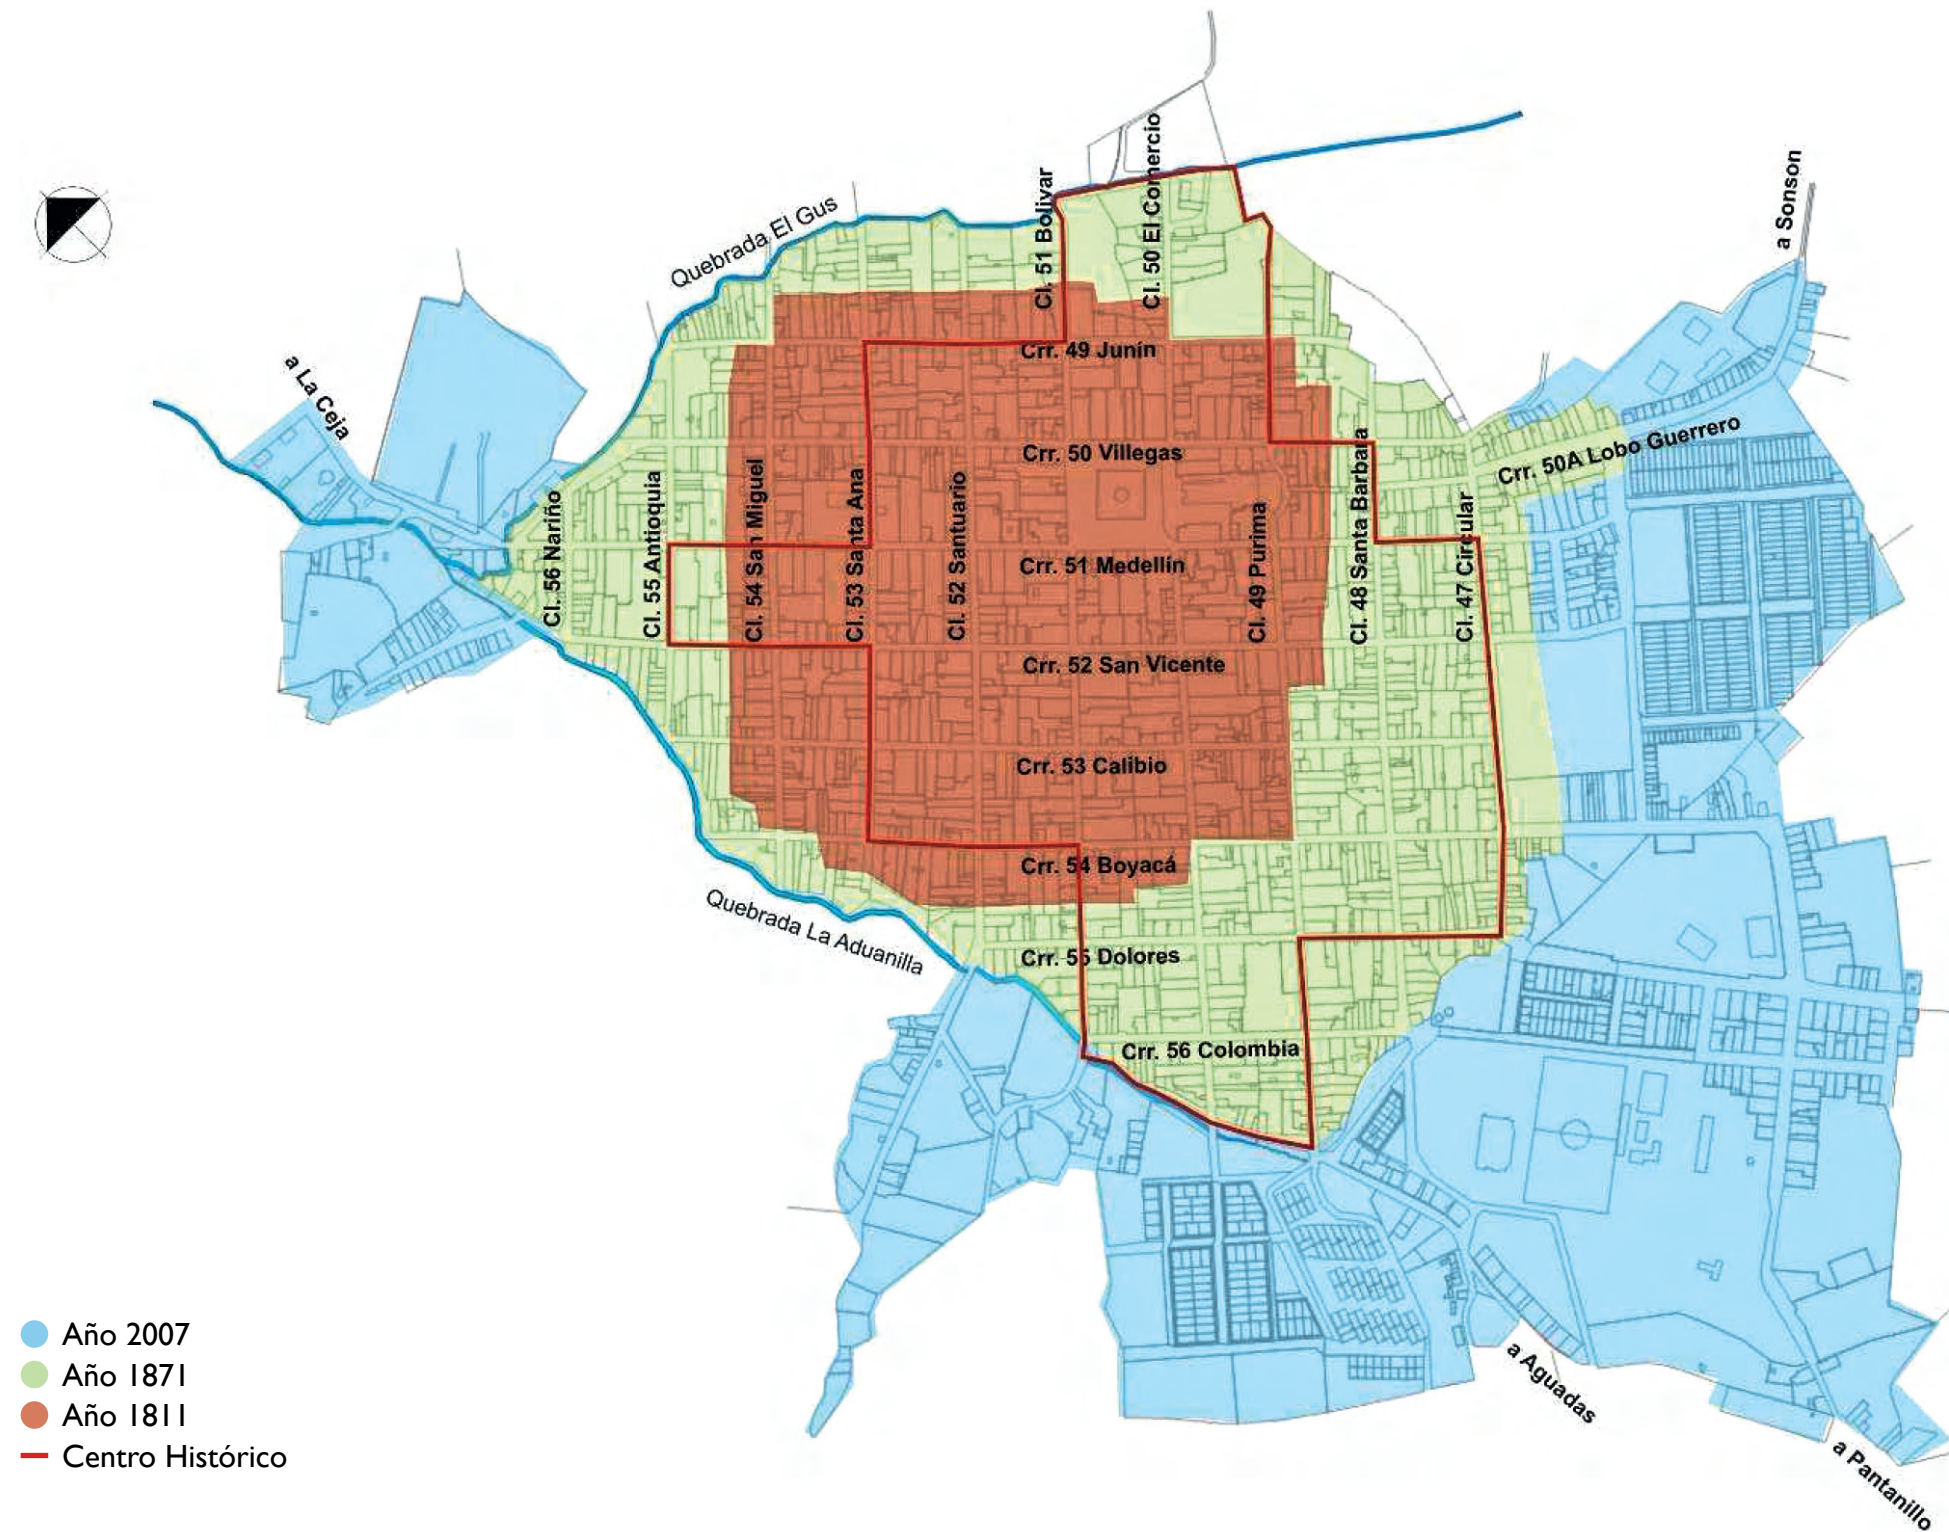 a Sonson
Quebrada El Gus
Cl. 51 Bolivar
Cl. 50 El Comercio
a La Ceja
Crr. 49 Junín
Crr. 50 Villegas
Crr. 50A Lobo Guerrero
Cl. 56 Nariño
Cl. 55 Antioquia
Cl. 54 San Miguel
Cl. 53 Santa Ana
Cl. 52 Santuario
Cl. 49 Purima
Cl. 48 Santa Barbara
Cl. 47 Circular
Crr. 51 Medellín
Crr. 52 San Vicente
Crr. 53 Calibio
Crr. 54 Boyacá
Quebrada La Aduanilla
Crr. 55 Dolores
Crr. 56 Colombia
a Aguadas
a Pantanillo
Año 2007
Año 1871
Año 1811
Centro Histórico